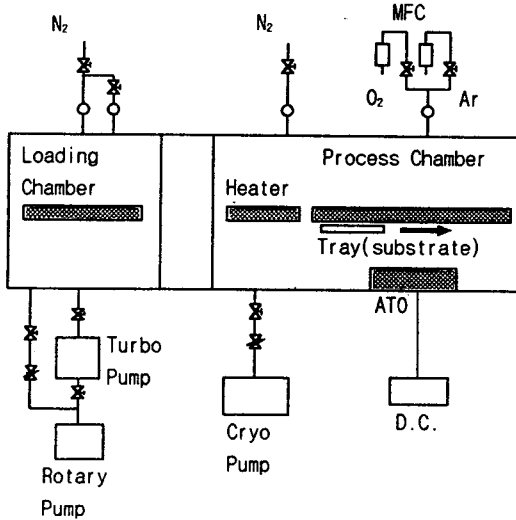 N₂
N₂
MFC
O₂
Ar
Loading
Chamber
Process Chamber
Heater
Tray(substrate)
ATO
Turbo
Pump
Cryo
Pump
D.C.
Rotary
Pump